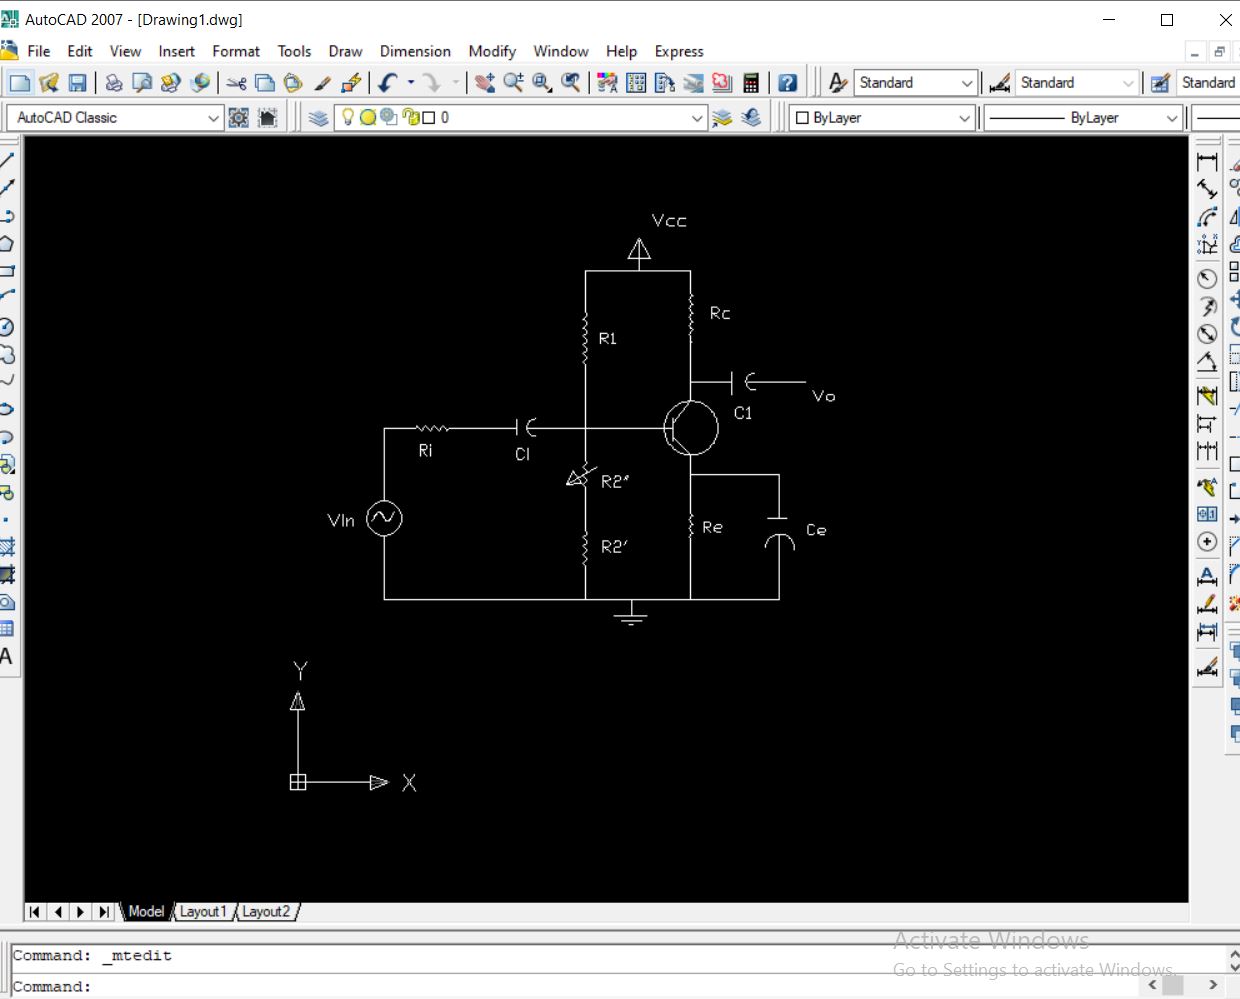 AutoCAD 2007 - [Drawing1.dwg]
File Edit View Insert Format Tools Draw Dimension Modify Window Help Express
Standard Standard Standard
AutoCAD Classic 0 ByLayer ByLayer
Vcc
Rc
R1
C1 Vo
Ri CI
R2"
VIn Re Ce
R2'
Y
X
A
Model Layout1 Layout2
Command: _mtedit
Command:
Activate Windows
Go to Settings to activate Windows.